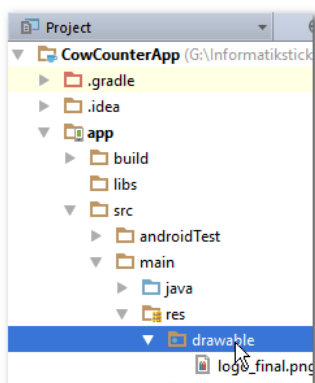 Project
CowCounterApp (G:\Informatikstick
.gradle
.idea
app
build
libs
src
androidTest
main
java
res
drawable
logo_final.png